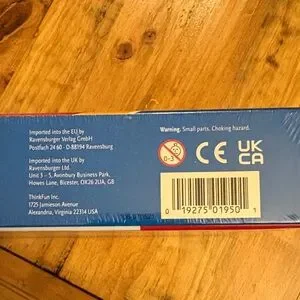 Imported into the EU by
Ravensburger Verlag GmbH
Postfach 24 60 · D-88194 Ravensburg
Imported into the UK by
Ravensburger Ltd.
Unit 3 – 5, Avonbury Business Park,
Howes Lane, Bicester, OX26 2UA, GB
ThinkFun Inc.
1725 Jamieson Avenue
Alexandria, Virginia 22314 USA
Warning. Small parts. Choking hazard.
0-3
CE
UK
CA
0 19275 01950 1